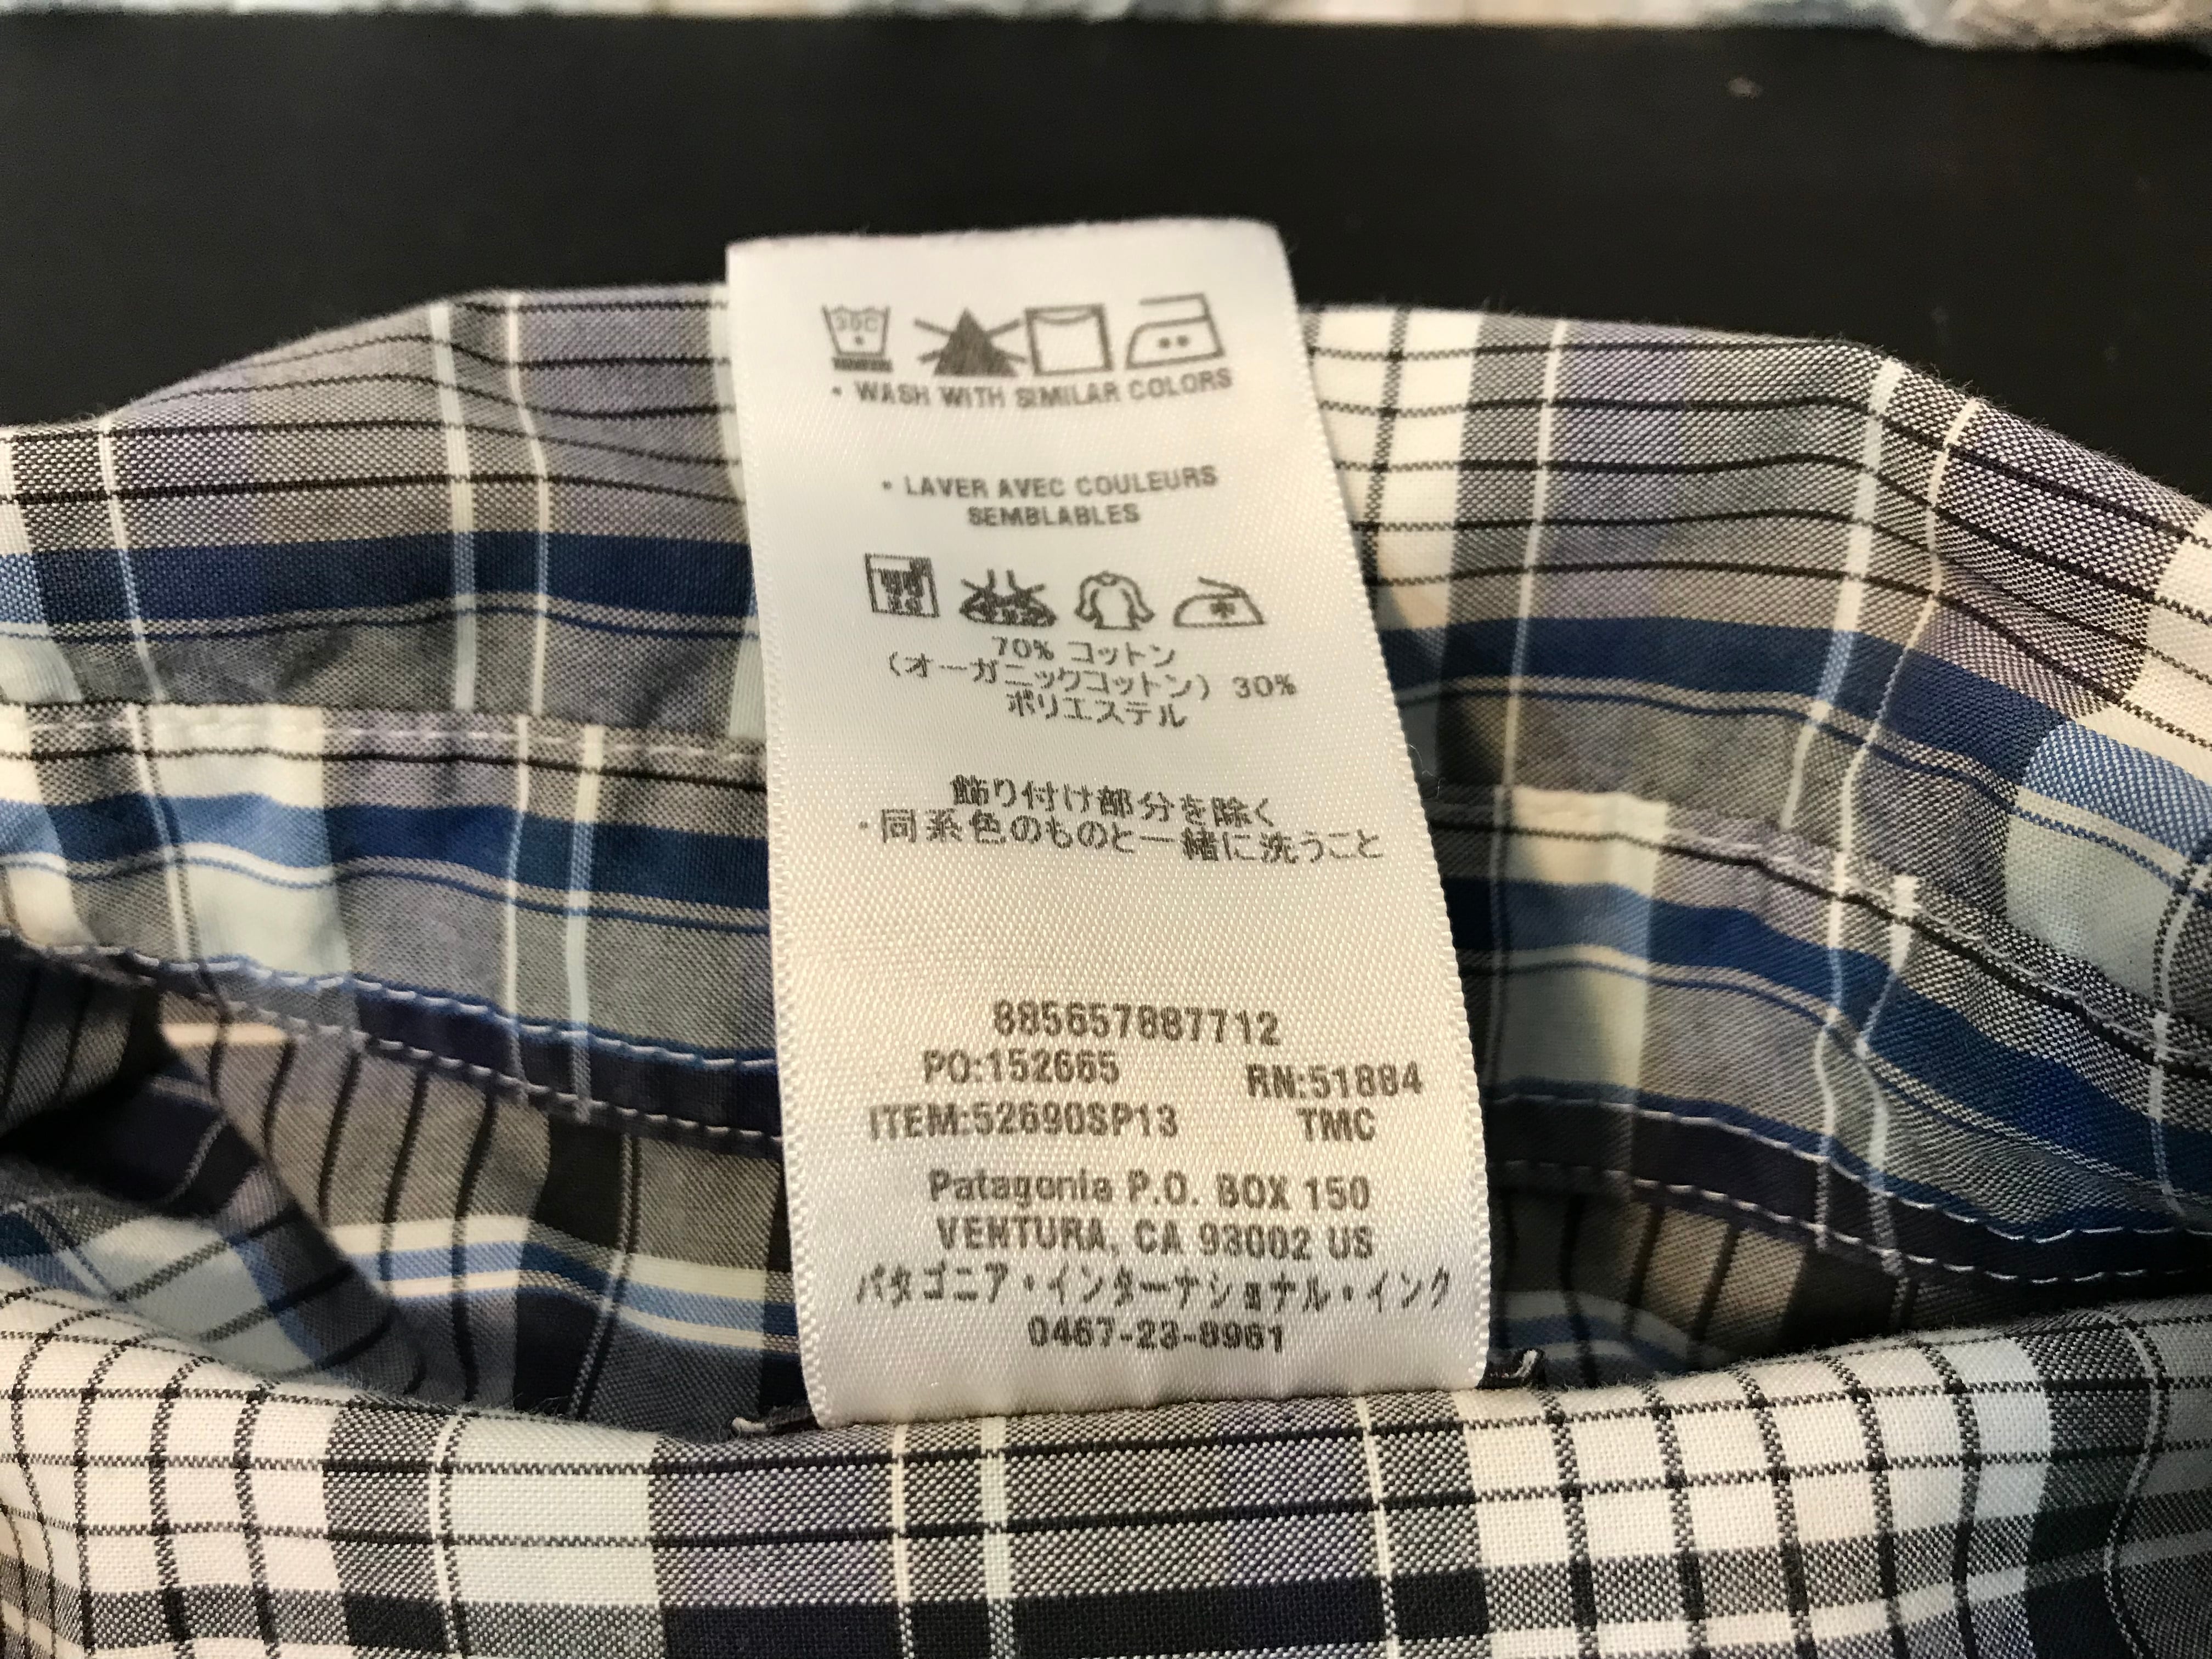 30C
• WASH WITH SIMILAR COLORS
• LAVER AVEC COULEURS
SEMBLABLES
70% コットン
(オーガニックコットン) 30%
ポリエステル
飾り付け部分を除く
・同系色のものと一緒に洗うこと
885657887712
PO:152665 RN:51884
ITEM:52690SP13 TMC
Patagonia P.O. BOX 150
VENTURA, CA 93002 US
パタゴニア・インターナショナル・インク
0467-23-8961